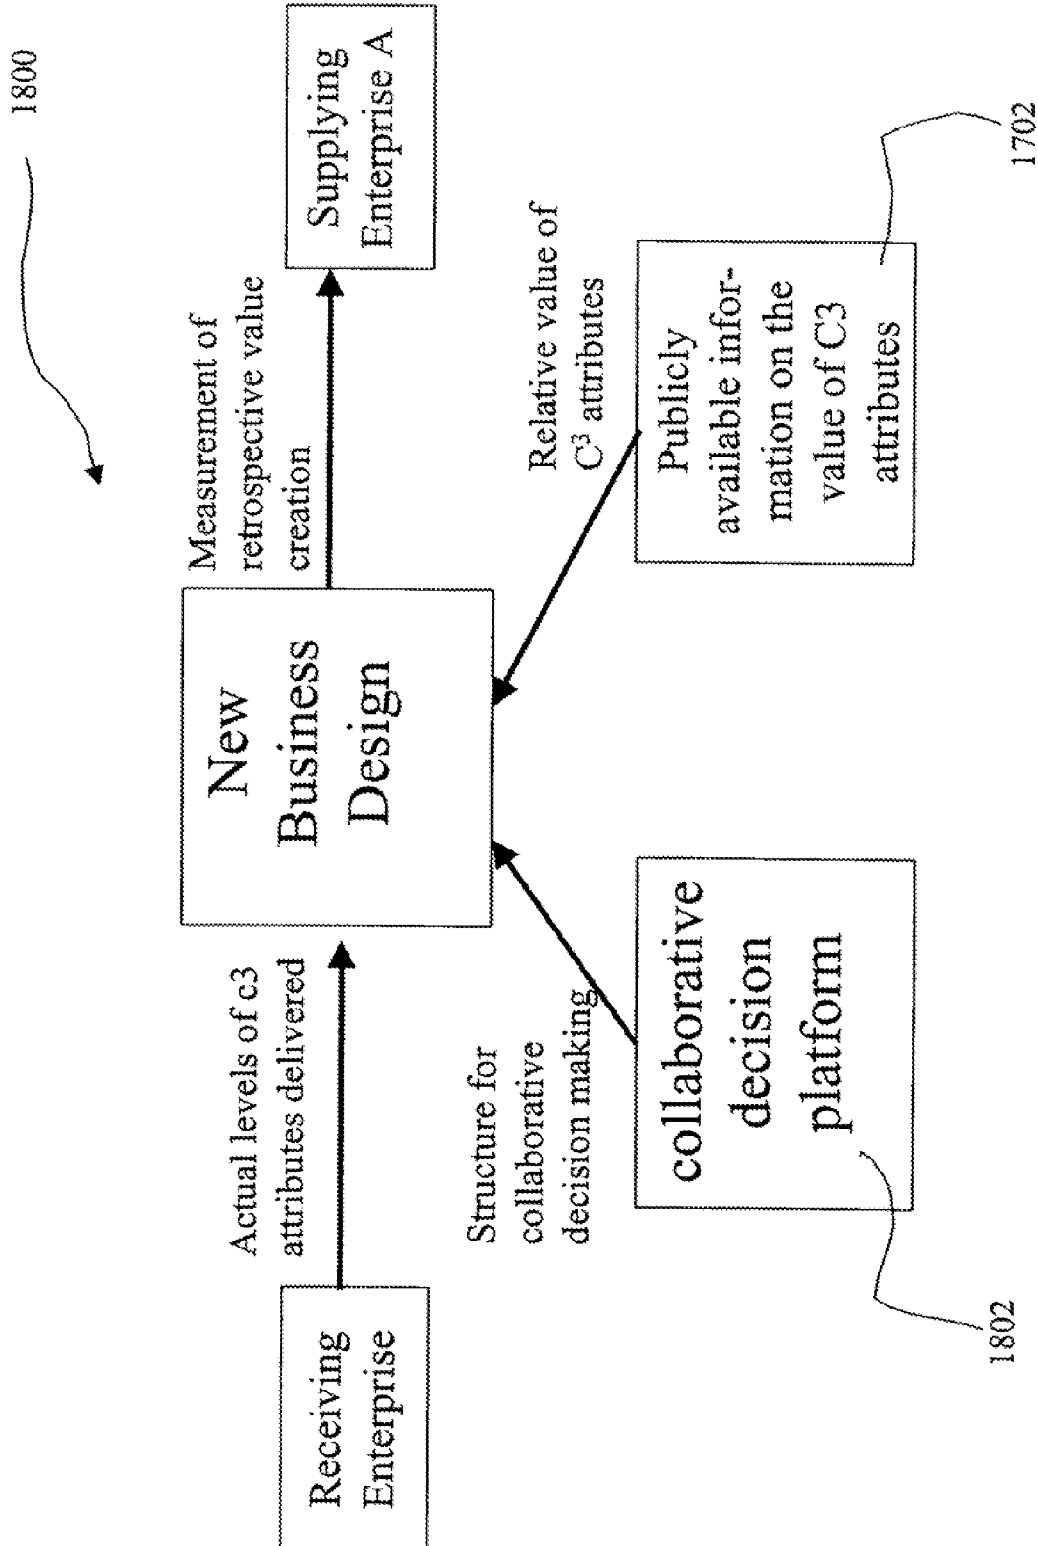 1800
Receiving
Enterprise
Actual levels of c3
attributes delivered
New
Business
Design
Measurement of
retrospective value
creation
Supplying
Enterprise A
Structure for
collaborative
decision making
Relative value of
C³ attributes
collaborative
decision
platform
Publicly
available infor-
mation on the
value of C3
attributes
1802
1702